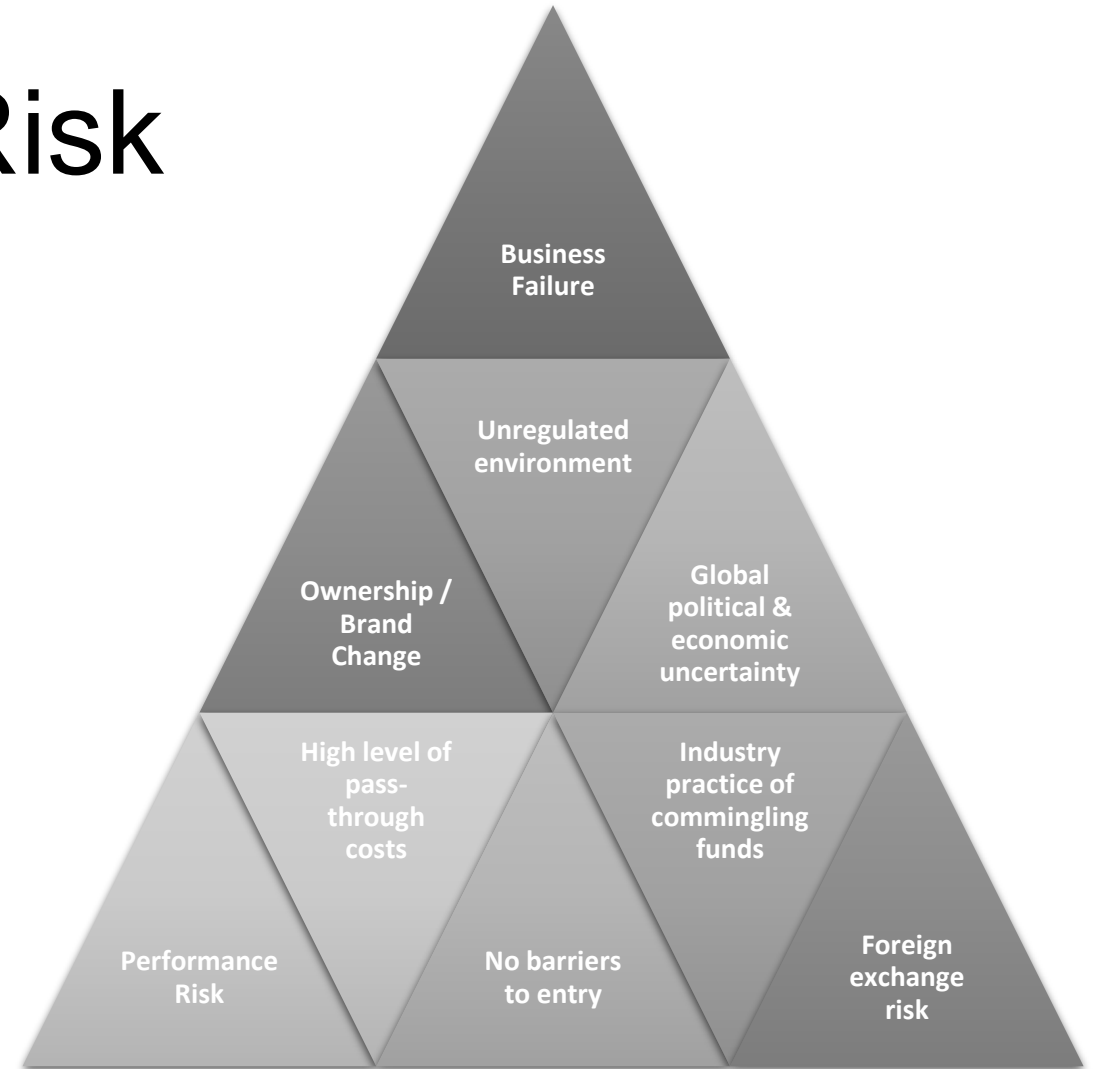 Risk
Business
Failure
Unregulated
environment
Ownership /
Brand
Change
Global
political &
economic
uncertainty
High level of
pass-
through
costs
Industry
practice of
commingling
funds
Performance
Risk
No barriers
to entry
Foreign
exchange
risk